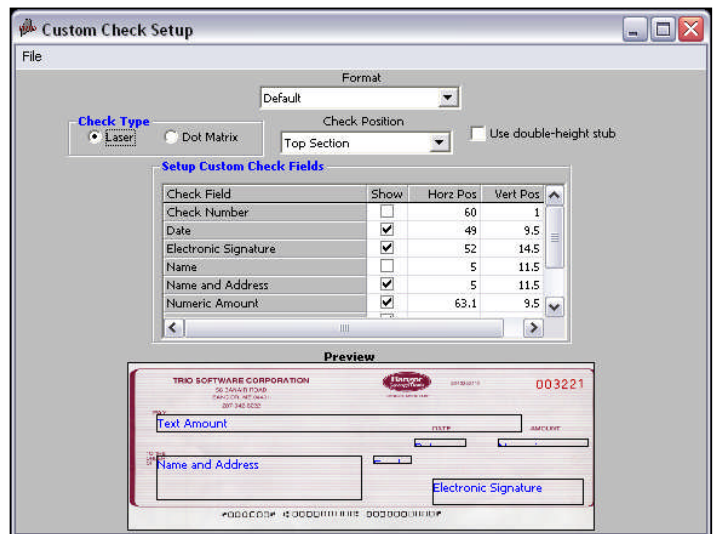 Custom Check Setup
File
Format
Default
Check Type
Laser
Dot Matrix
Check Position
Top Section
Use double-height stub
Setup Custom Check Fields
Check Field Show Horz Pos Vert Pos
Check Number 60 1
Date 49 9.5
Electronic Signature 52 14.5
Name 5 11.5
Name and Address 5 11.5
Numeric Amount 63.1 9.5
Preview
TRIO SOFTWARE CORPORATION
003221
Text Amount
DATE AMOUNT
Name and Address
Electronic Signature